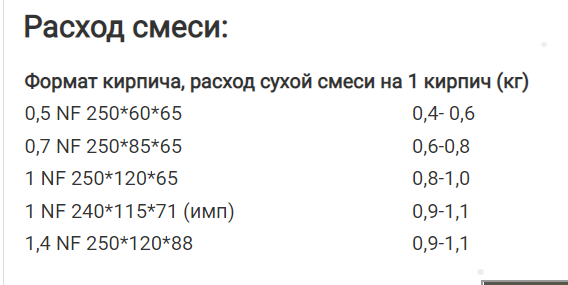 Расход смеси:
Формат кирпича, расход сухой смеси на 1 кирпич (кг)
0,5 NF 250*60*65 0,4- 0,6
0,7 NF 250*85*65 0,6-0,8
1 NF 250*120*65 0,8-1,0
1 NF 240*115*71 (имп) 0,9-1,1
1,4 NF 250*120*88 0,9-1,1